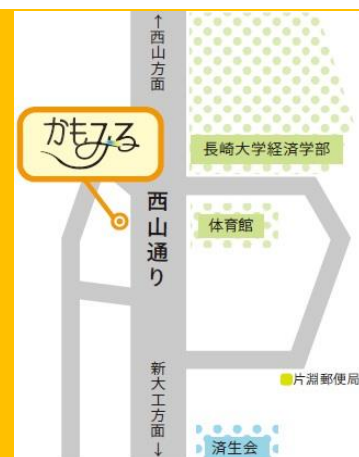 ↑西山方面
かもみる
長崎大学経済学部
西山通り
体育館
新大工方面↓
片淵郵便局
済生会